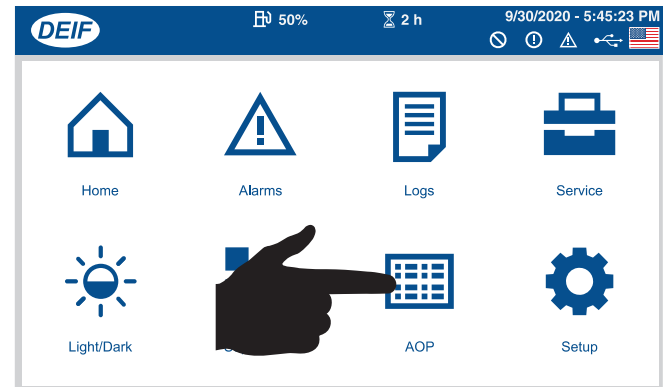 DEIF
50%
2 h
9/30/2020 - 5:45:23 PM
Home
Alarms
Logs
Service
Light/Dark
AOP
Setup